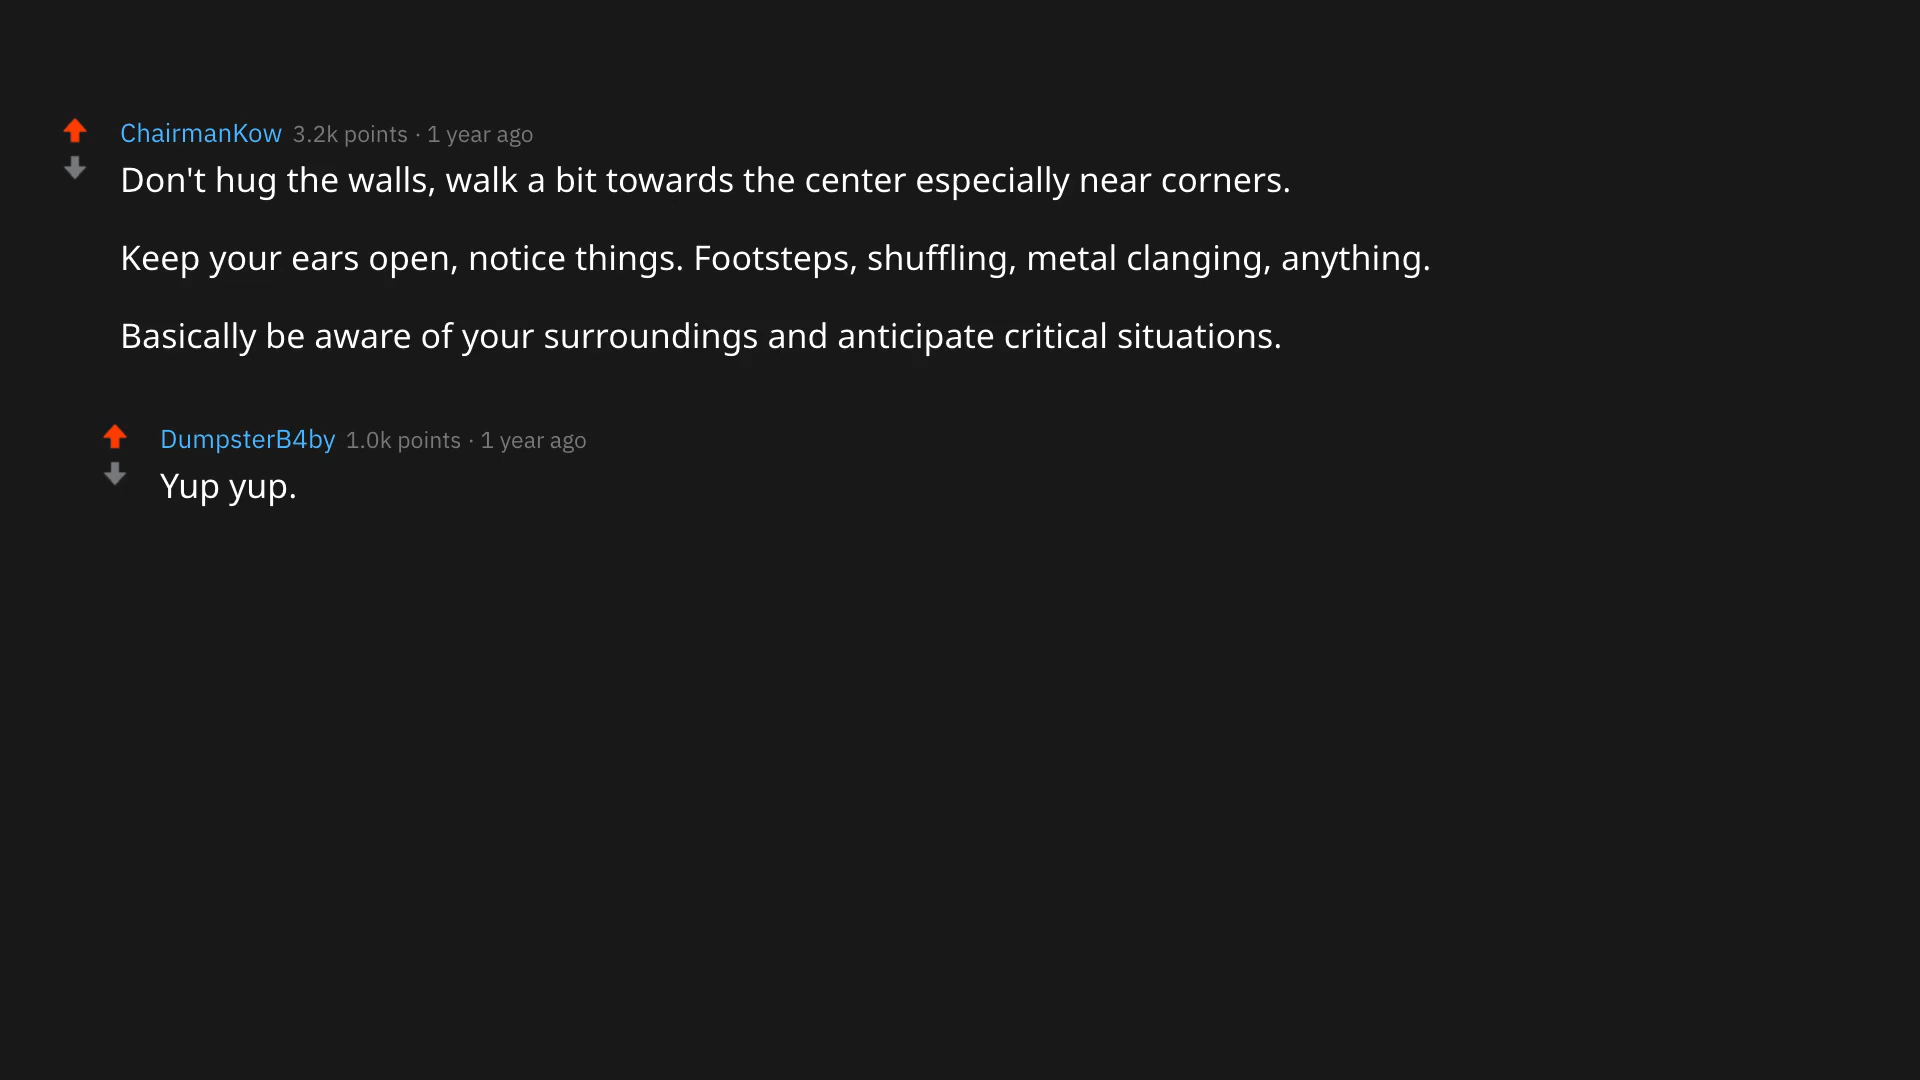 ChairmanKow 3.2k points · 1 year ago
Don't hug the walls, walk a bit towards the center especially near corners.
Keep your ears open, notice things. Footsteps, shuffling, metal clanging, anything.
Basically be aware of your surroundings and anticipate critical situations.
DumpsterB4by 1.0k points · 1 year ago
Yup yup.